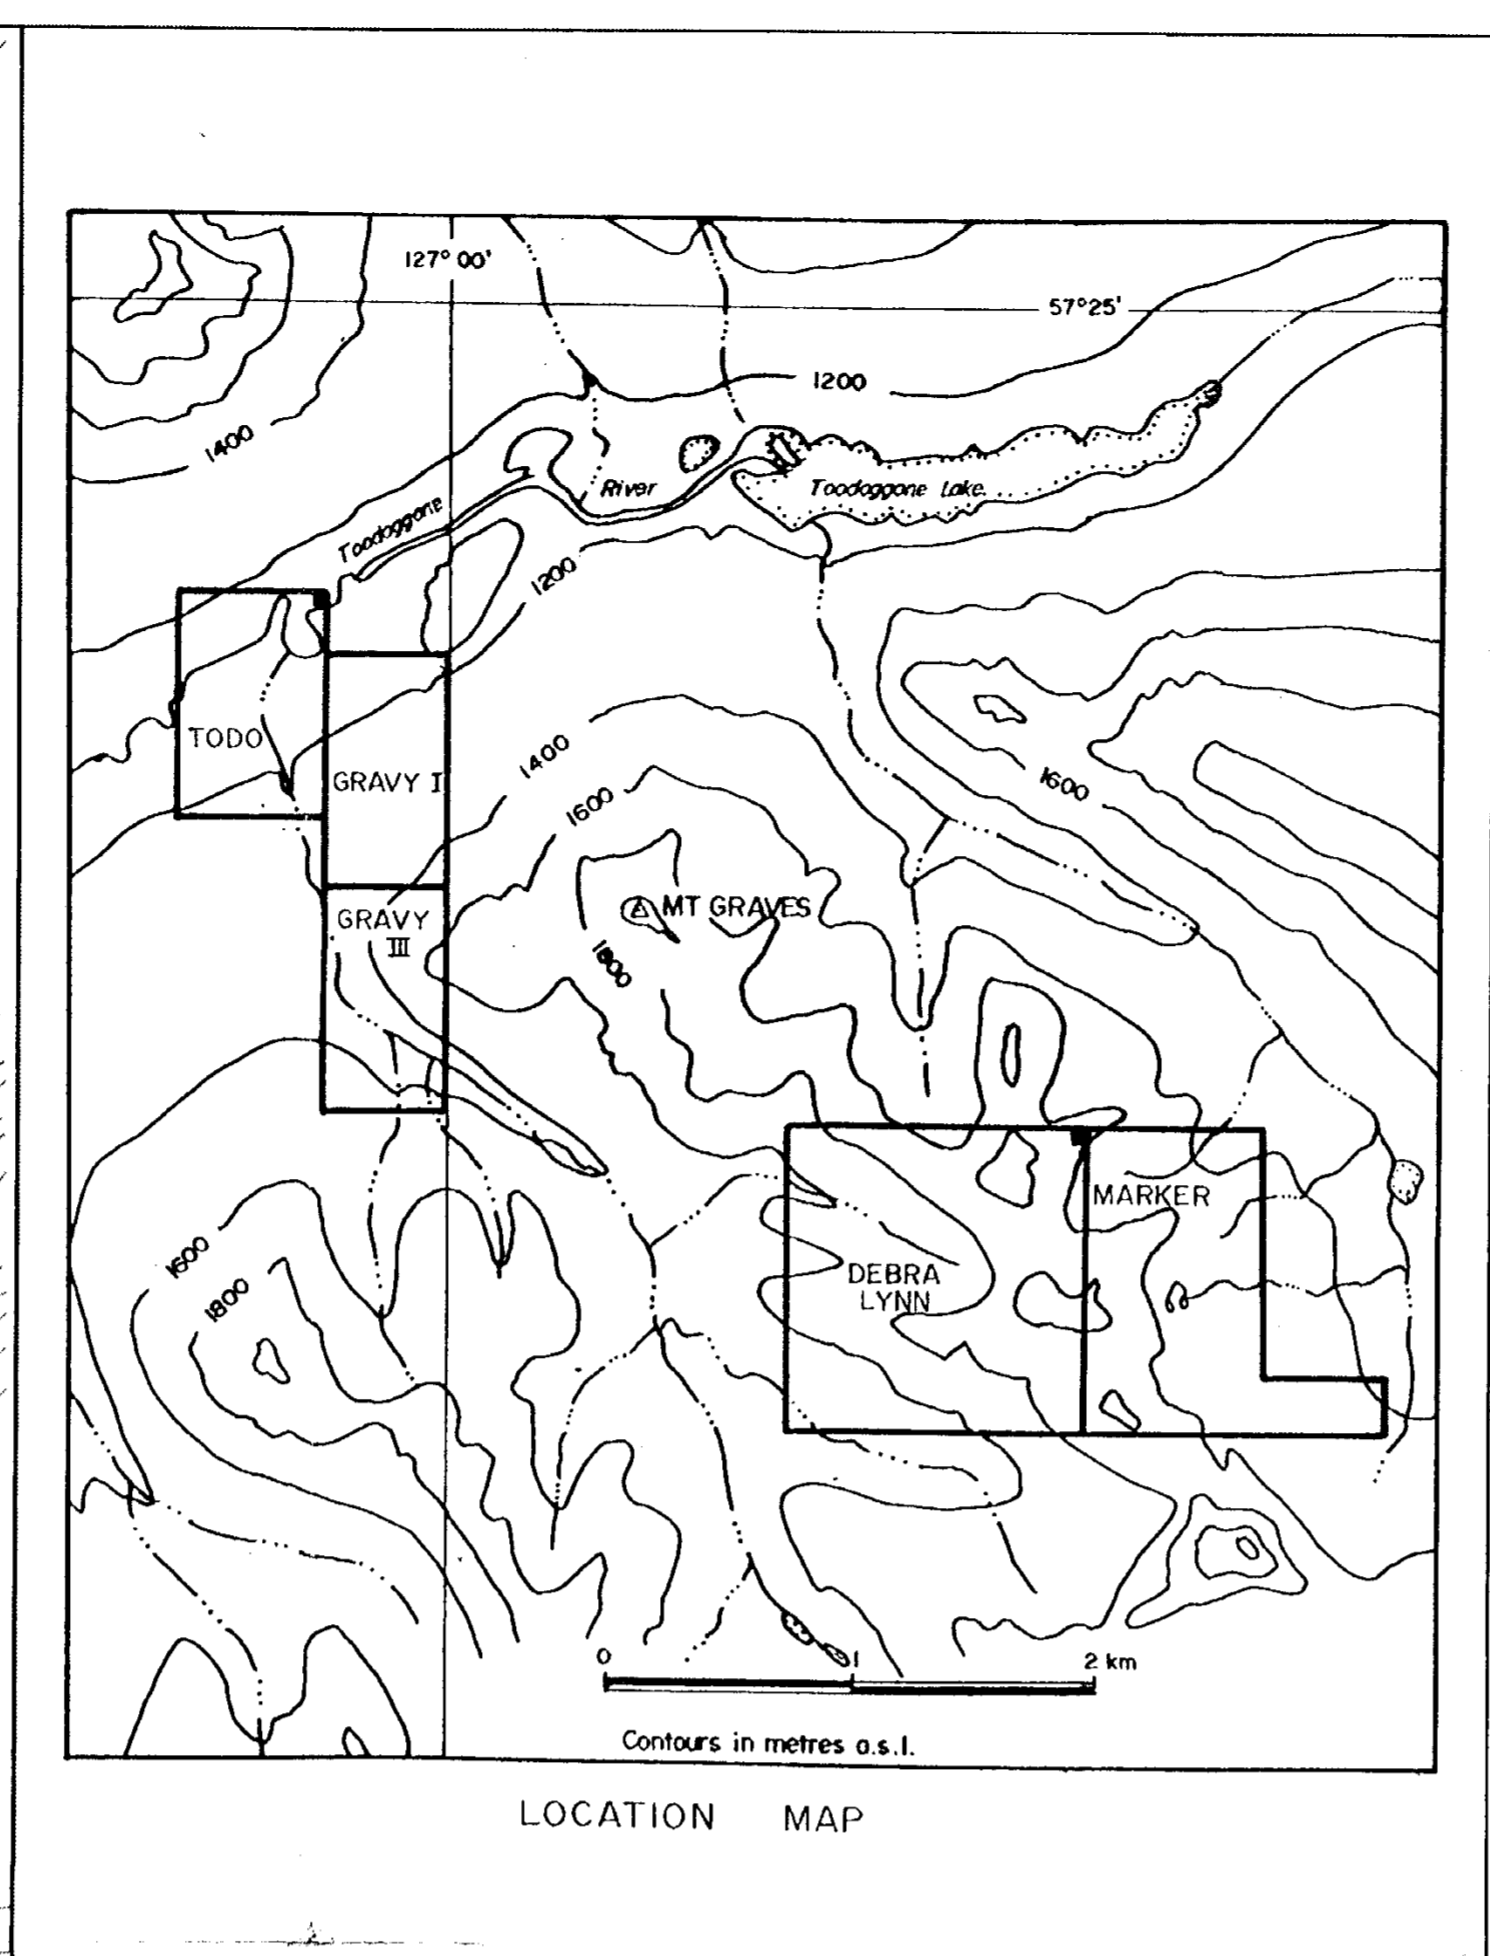 127° 00'
57°25'
1200
1400
River
Toodoggone Lake
Toodoggone
1200
TODO
GRAVY I
1400
1600
1600
GRAVY
III
MT GRAVES
1800
MARKER
1600
1800
DEBRA
LYNN
0 1 2 km
Contours in metres a.s.l.
LOCATION MAP